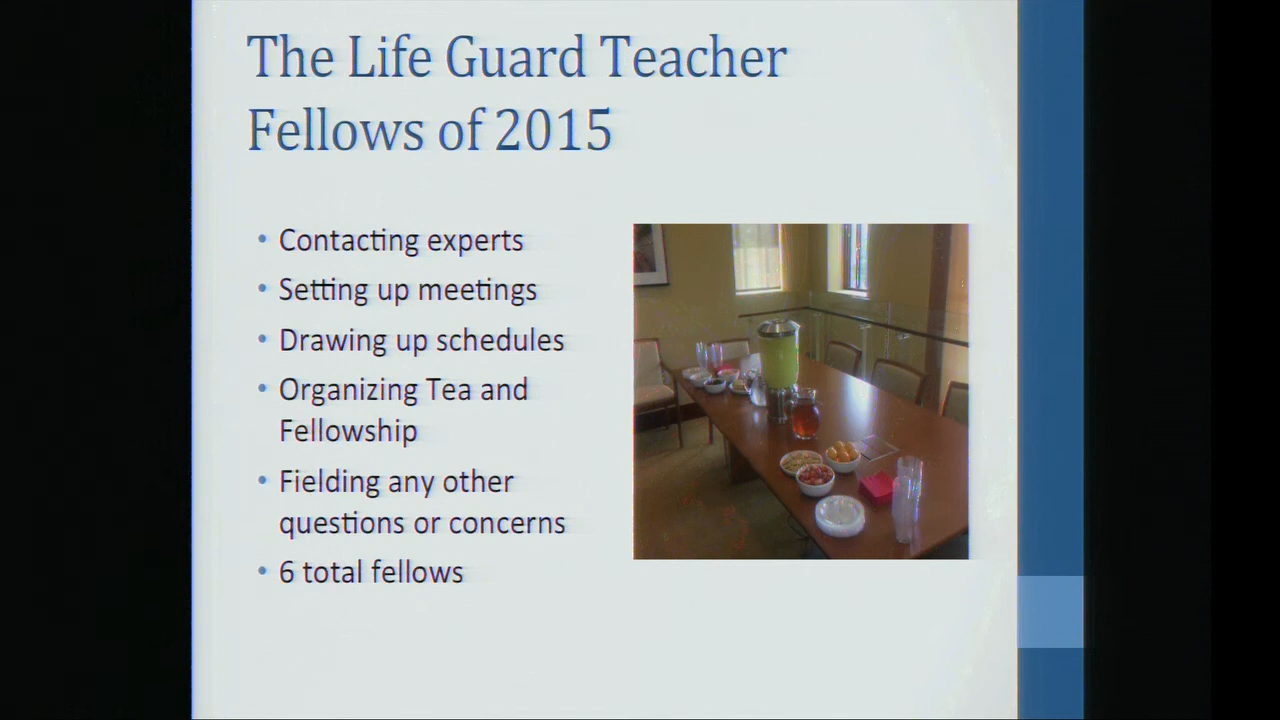 The Life Guard Teacher
Fellows of 2015
• Contacting experts
• Setting up meetings
• Drawing up schedules
• Organizing Tea and
Fellowship
• Fielding any other
questions or concerns
• 6 total fellows